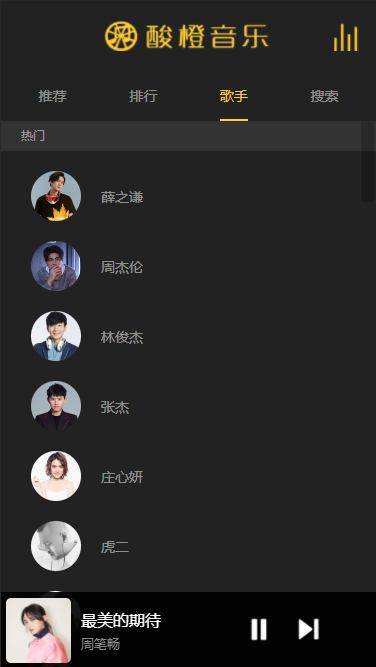 酸橙音乐
推荐 排行 歌手 搜索
热门
薛之谦
周杰伦
林俊杰
张杰
庄心妍
虎二
最美的期待
周笔畅